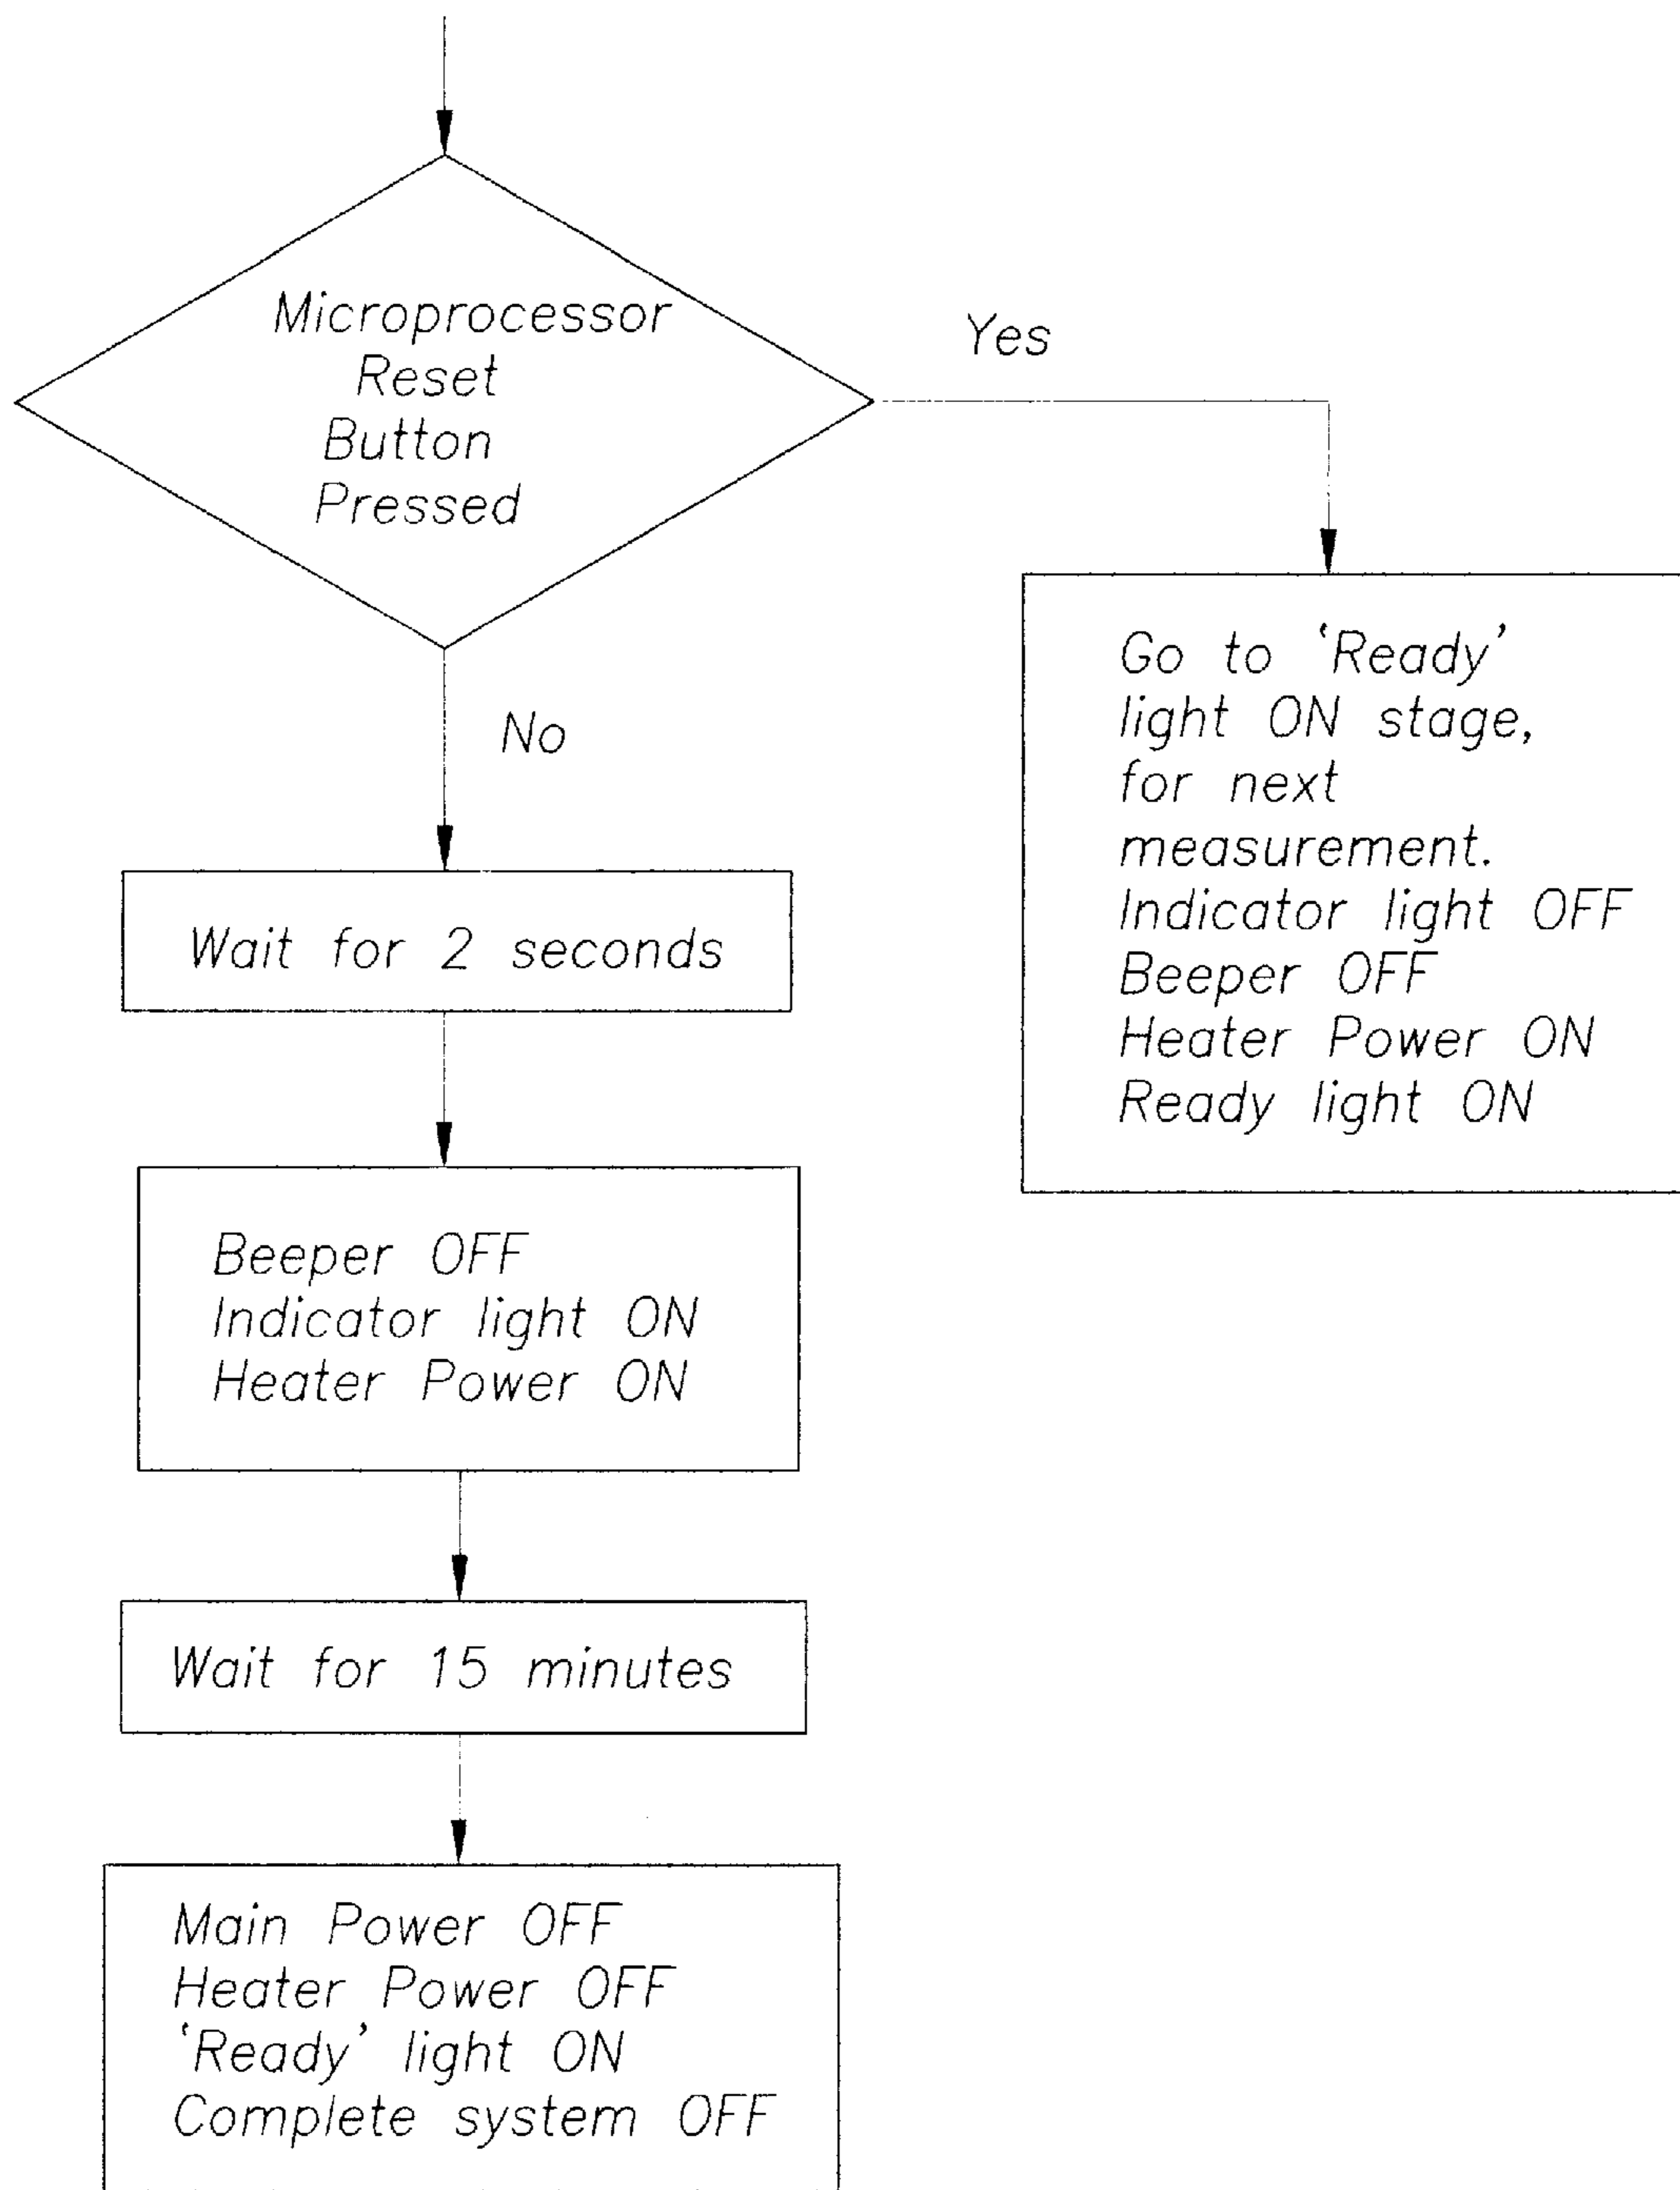 Microprocessor
Reset
Button
Pressed
Yes
No
Go to ‘Ready’
light ON stage,
for next
measurement.
Indicator light OFF
Beeper OFF
Heater Power ON
Ready light ON
Wait for 2 seconds
Beeper OFF
Indicator light ON
Heater Power ON
Wait for 15 minutes
Main Power OFF
Heater Power OFF
‘Ready’ light ON
Complete system OFF